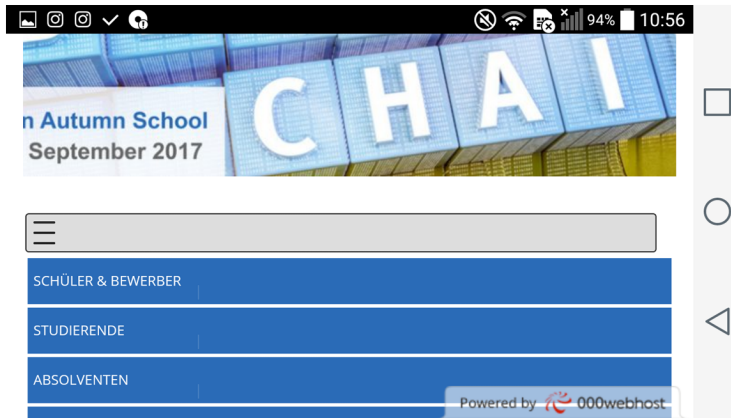 94% 10:56
CHAI
n Autumn School
September 2017
SCHÜLER & BEWERBER
STUDIERENDE
ABSOLVENTEN
Powered by 000webhost